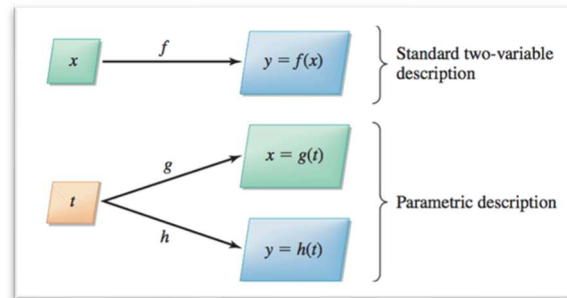 f
x
y = f(x)
Standard two-variable
description
g
x = g(t)
t
Parametric description
h
y = h(t)